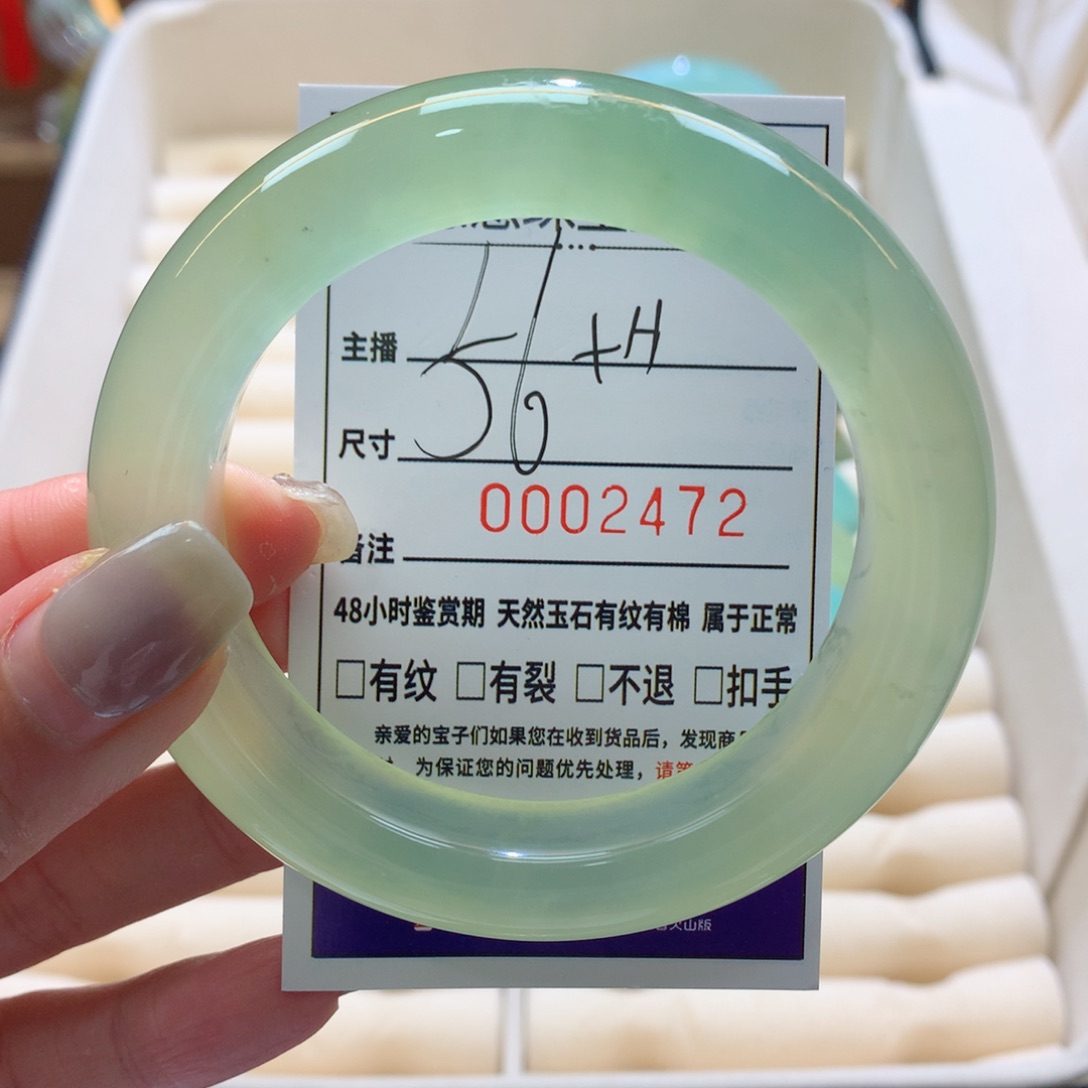 主播
56 +H
尺寸
0002472
备注
48小时鉴赏期 天然玉石有纹有棉 属于正常
□有纹 □有裂 □不退 □扣手
亲爱的宝子们如果您在收到货品后，发现商
为保证您的问题优先处理，请